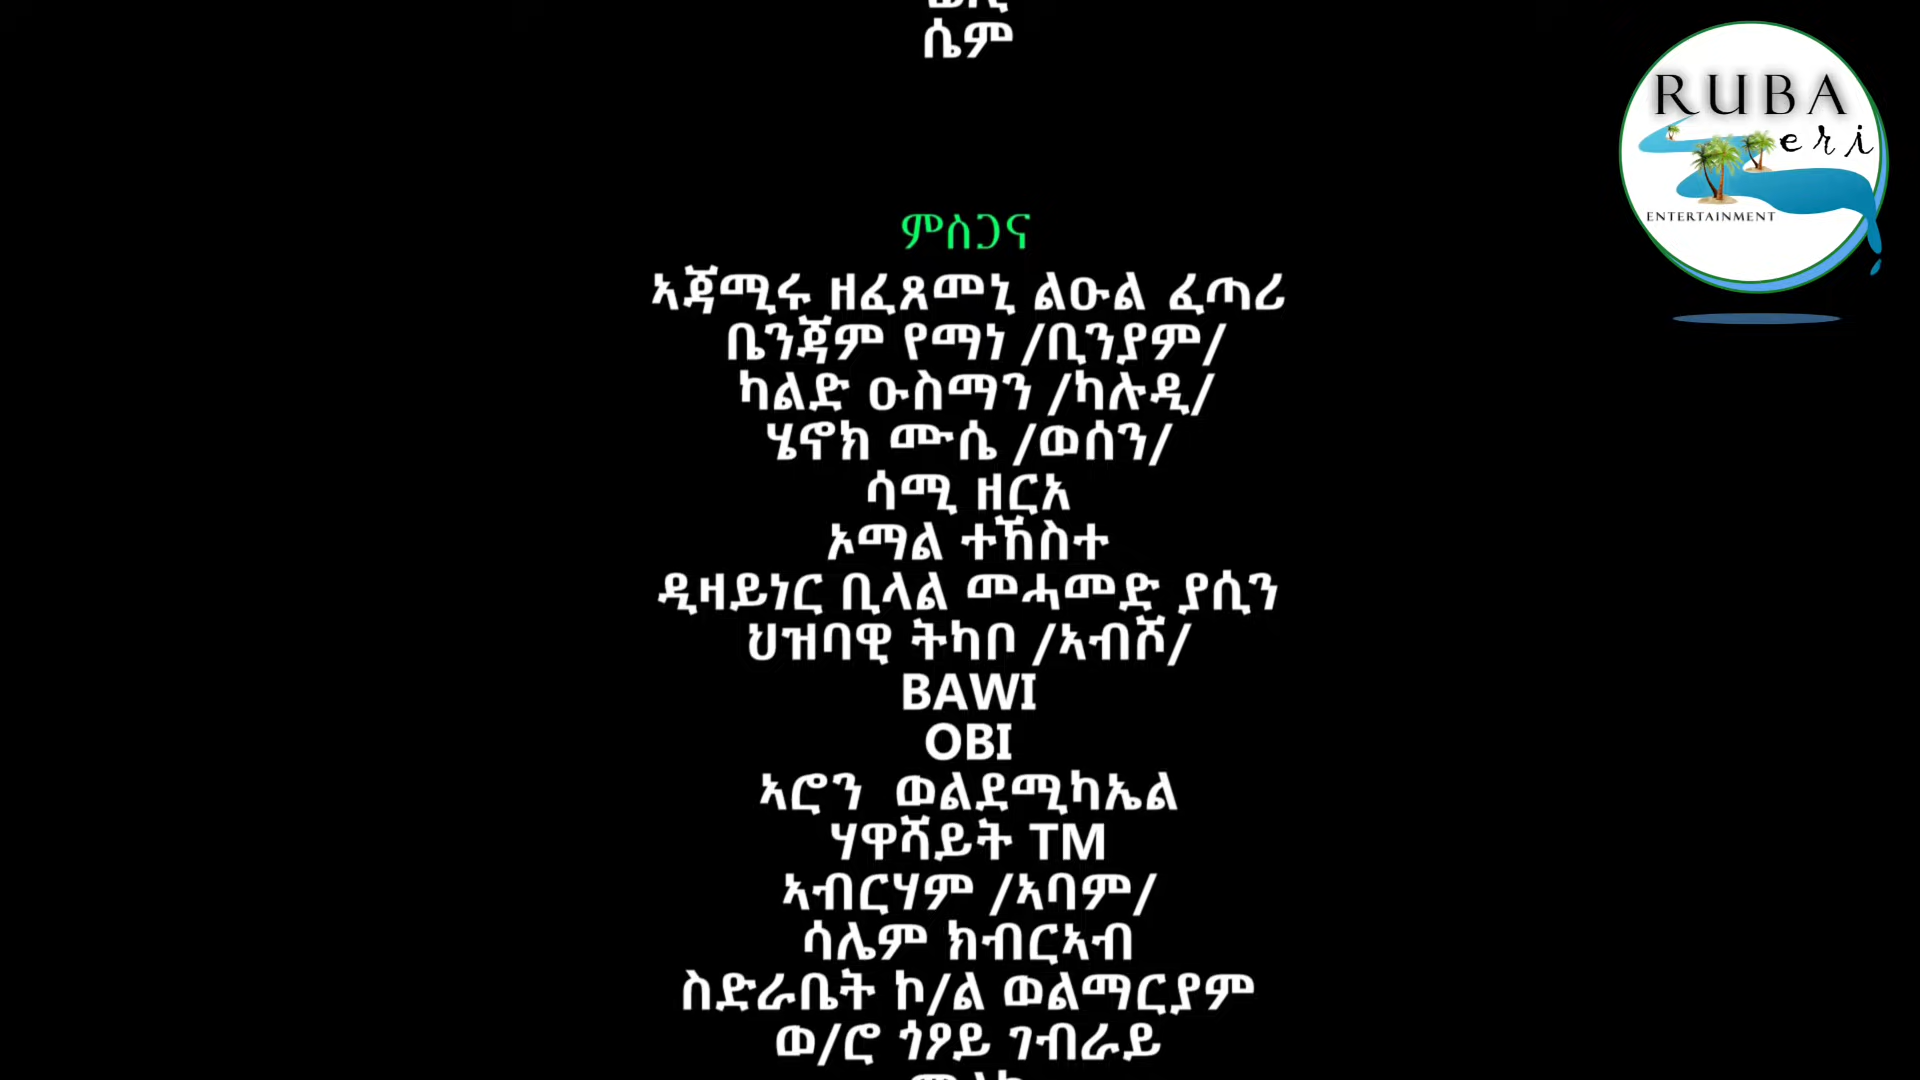 ሴም
RUBA
eri
ENTERTAINMENT
ምስጋና
ኣጃሚሩ ዘፈጸመኒ ልዑል ፈጣሪ
ቤንጃም የማነ /ቢንያም/
ካልድ ዑስማን /ካሉዲ/
ሄኖክ ሙሴ /ወሰን/
ሳሚ ዘርአ
ኦማል ተኸስተ
ዲዛይነር ቢላል መሓመድ ያሲን
ህዝባዊ ትካቦ /ኣብሾ/
BAWI
OBI
ኣሮን ወልደሚካኤል
ሃዋሻይት TM
ኣብርሃም /ኣባም/
ሳሌም ክብርኣብ
ስድራቤት ኮ/ል ወልማርያም
ወ/ሮ ጎዖይ ገብራይ